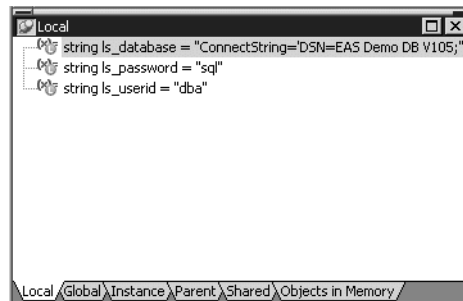 Local
string ls_database = "ConnectString='DSN=EAS Demo DB V105;"
string ls_password = "sql"
string ls_userid = "dba"
Local Global Instance Parent Shared Objects in Memory